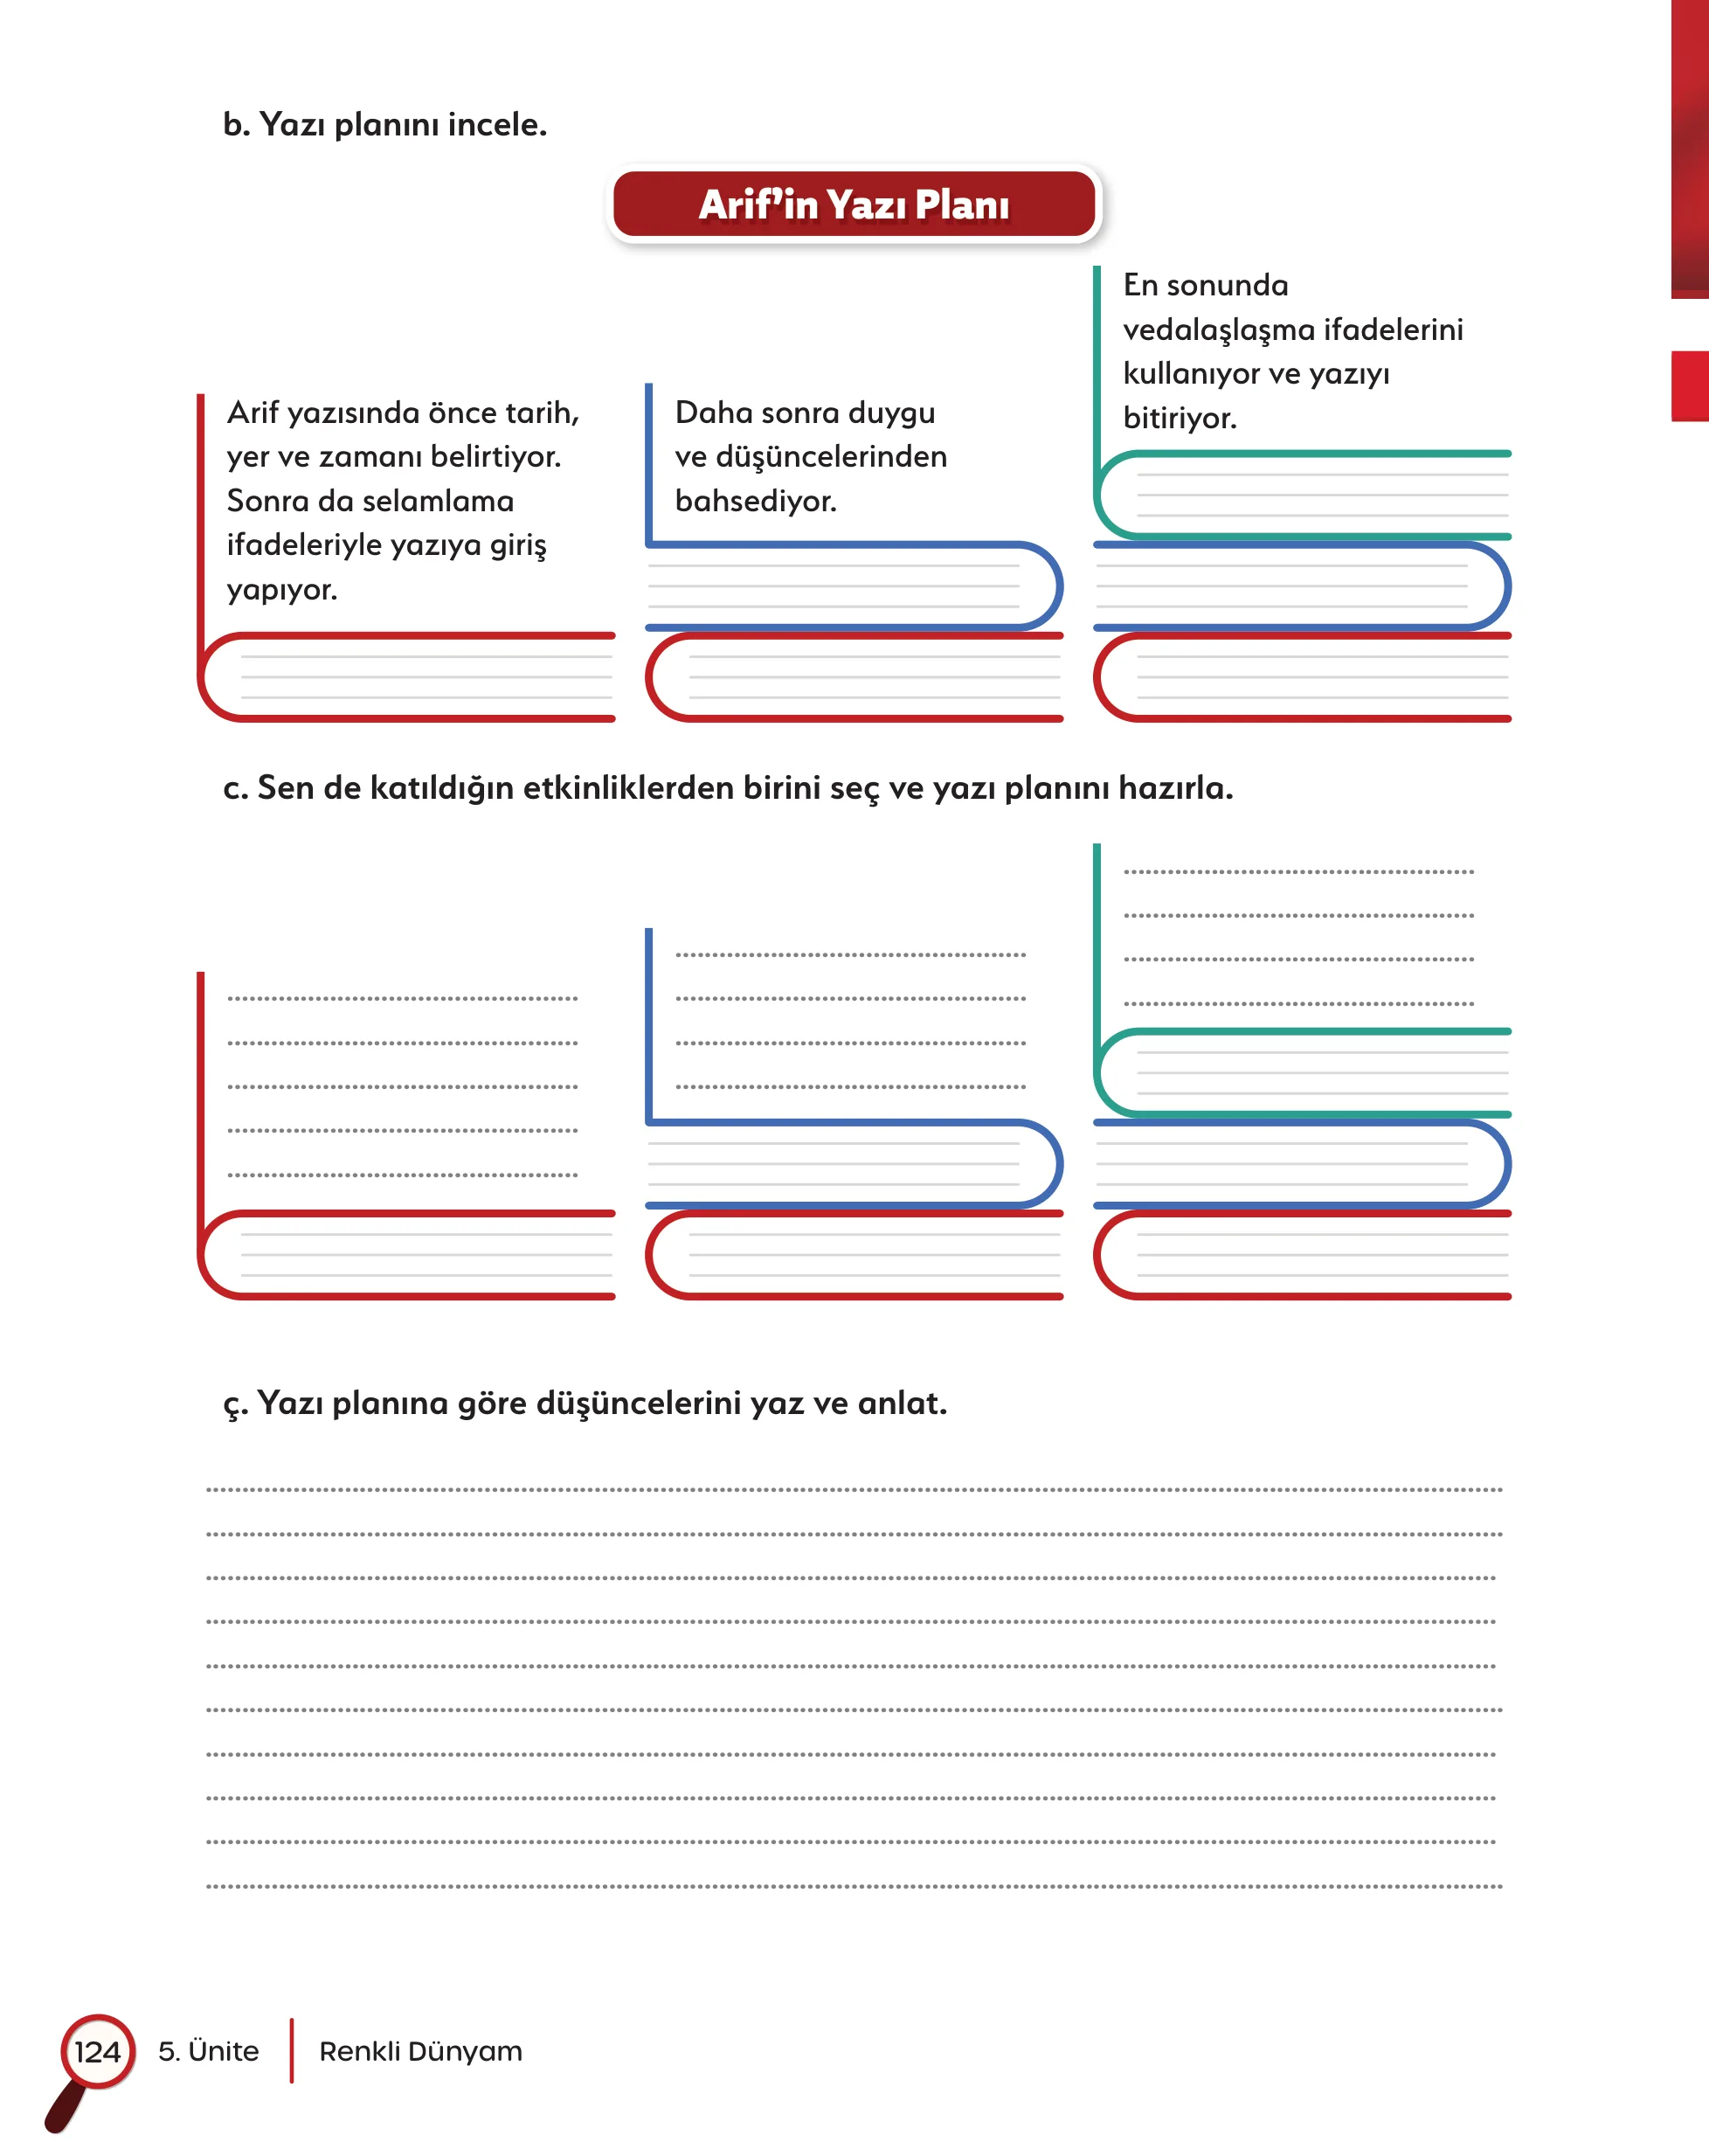 b. Yazı planını incele.
Arif'in Yazı Planı
Arif yazısında önce tarih,
yer ve zamanı belirtiyor.
Sonra da selamlama
ifadeleriyle yazıya giriş
yapıyor.
Daha sonra duygu
ve düşüncelerinden
bahsediyor.
En sonunda
vedalaşlaşma ifadelerini
kullanıyor ve yazıyı
bitiriyor.
c. Sen de katıldığın etkinliklerden birini seç ve yazı planını hazırla.
ç. Yazı planına göre düşüncelerini yaz ve anlat.
124 5. Ünite Renkli Dünyam